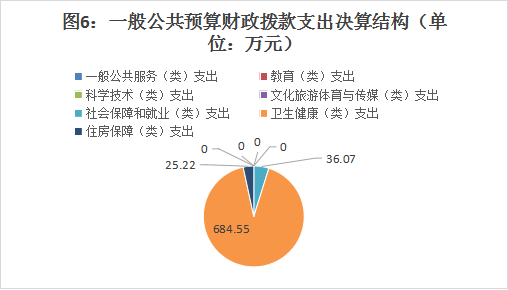 图6：一般公共预算财政拨款支出决算结构（单
位：万元）
一般公共服务（类）支出
教育（类）支出
科学技术（类）支出
文化旅游体育与传媒（类）支出
社会保障和就业（类）支出
卫生健康（类）支出
住房保障（类）支出
0
0
0
0
25.22
36.07
684.55